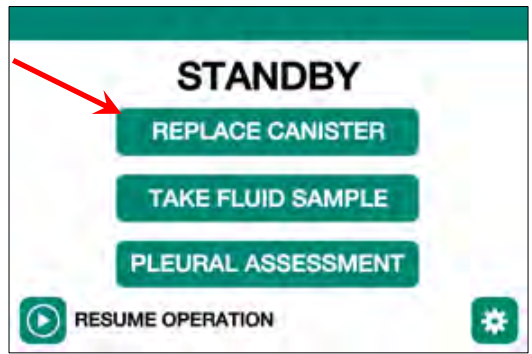 STANDBY
REPLACE CANISTER
TAKE FLUID SAMPLE
PLEURAL ASSESSMENT
RESUME OPERATION